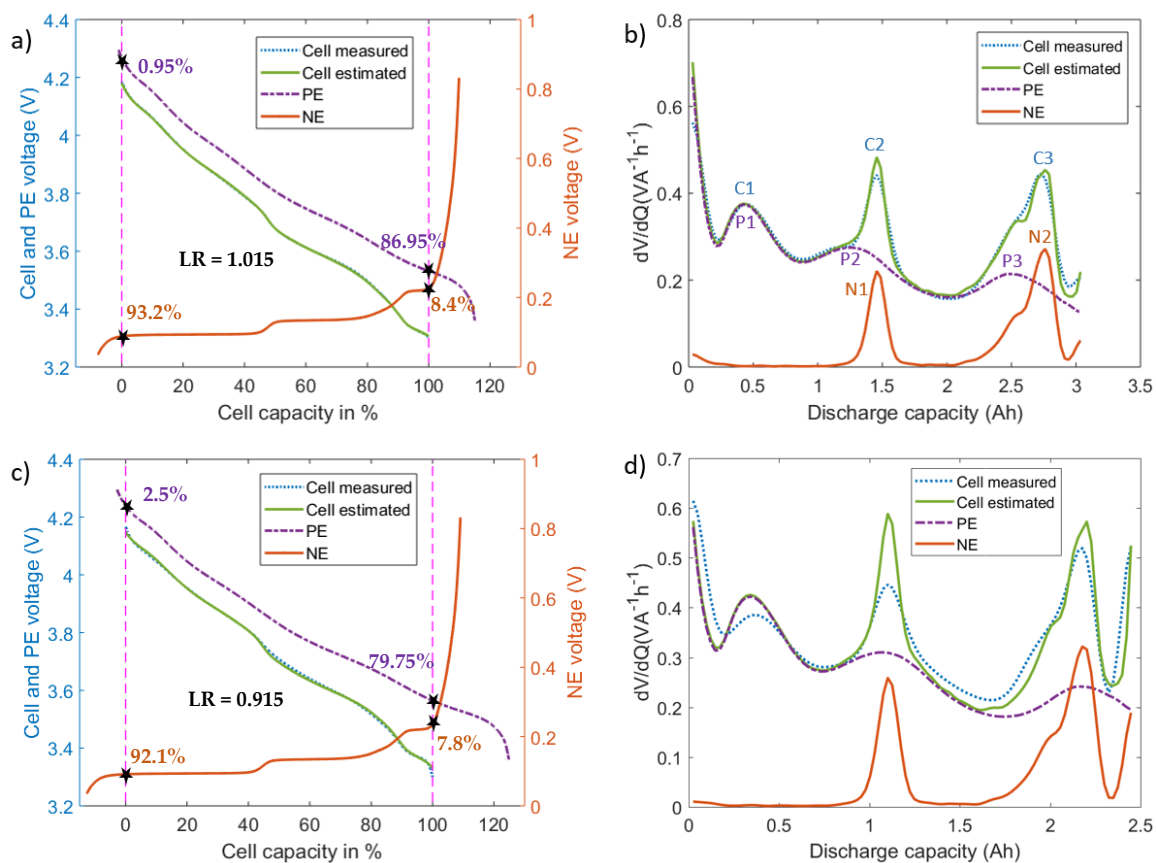 a)
4.4
4.2
4
3.8
3.6
3.4
3.2
Cell and PE voltage (V)
1
0.8
0.6
0.4
0.2
0
NE voltage (V)
0 20 40 60 80 100 120
Cell capacity in %
Cell measured
Cell estimated
PE
NE
0.95%
86.95%
LR = 1.015
93.2%
8.4%
b)
0.8
0.6
0.4
0.2
0
dV/dQ(VA⁻¹h⁻¹)
0 0.5 1 1.5 2 2.5 3 3.5
Discharge capacity (Ah)
Cell measured
Cell estimated
PE
NE
C1
P1
C2
P2
N1
C3
N2
P3
c)
4.4
4.2
4
3.8
3.6
3.4
3.2
Cell and PE voltage (V)
1
0.8
0.6
0.4
0.2
0
NE voltage (V)
0 20 40 60 80 100 120
Cell capacity in %
Cell measured
Cell estimated
PE
NE
2.5%
79.75%
LR = 0.915
92.1%
7.8%
d)
0.7
0.6
0.5
0.4
0.3
0.2
0.1
0
dV/dQ(VA⁻¹h⁻¹)
0 0.5 1 1.5 2 2.5
Discharge capacity (Ah)
Cell measured
Cell estimated
PE
NE